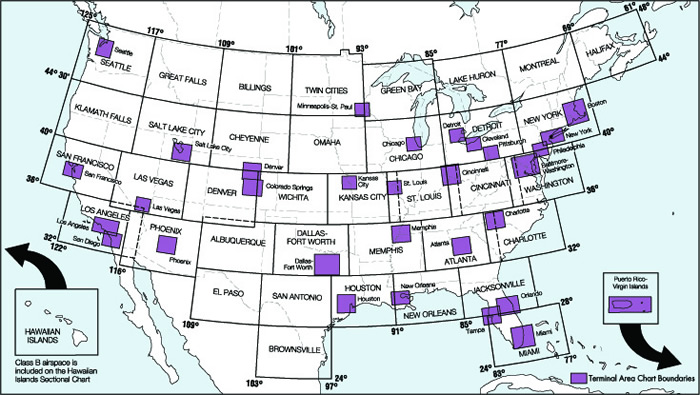 125°
117°
109°
101°
93°
85°
77°
69°
61°
48°
44°
Seattle
SEATTLE
GREAT FALLS
BILLINGS
TWIN CITIES
Minneapolis-St. Paul
GREEN BAY
LAKE HURON
MONTREAL
HALIFAX
44° 30'
KLAMATH FALLS
SALT LAKE CITY
Salt Lake City
CHEYENNE
OMAHA
Chicago
CHICAGO
Detroit
DETROIT
Cleveland
Pittsburgh
NEW YORK
Boston
New York
Philadelphia
Baltimore-
Washington
40°
40°
SAN FRANCISCO
San Francisco
LAS VEGAS
Las Vegas
Denver
DENVER
Colorado Springs
WICHITA
Kansas
City
KANSAS CITY
St. Louis
ST. LOUIS
Cincinnati
CINCINNATI
WASHINGTON
36°
36°
LOS ANGELES
Los Angeles
San Diego
PHOENIX
Phoenix
ALBUQUERQUE
DALLAS-
FORT WORTH
Dallas-
Fort Worth
Memphis
MEMPHIS
Atlanta
ATLANTA
Charlotte
CHARLOTTE
32°
122°
32°
116°
EL PASO
SAN ANTONIO
HOUSTON
Houston
New Orleans
NEW ORLEANS
JACKSONVILLE
Orlando
Tampa
Miami
MIAMI
109°
91°
85°
28°
BROWNSVILLE
103°
97°
24°
24°
83°
77°
HAWAIIAN
ISLANDS
Class B airspace is
included on the Hawaiian
Islands Sectional Chart
Puerto Rico-
Virgin Islands
Terminal Area Chart Boundaries